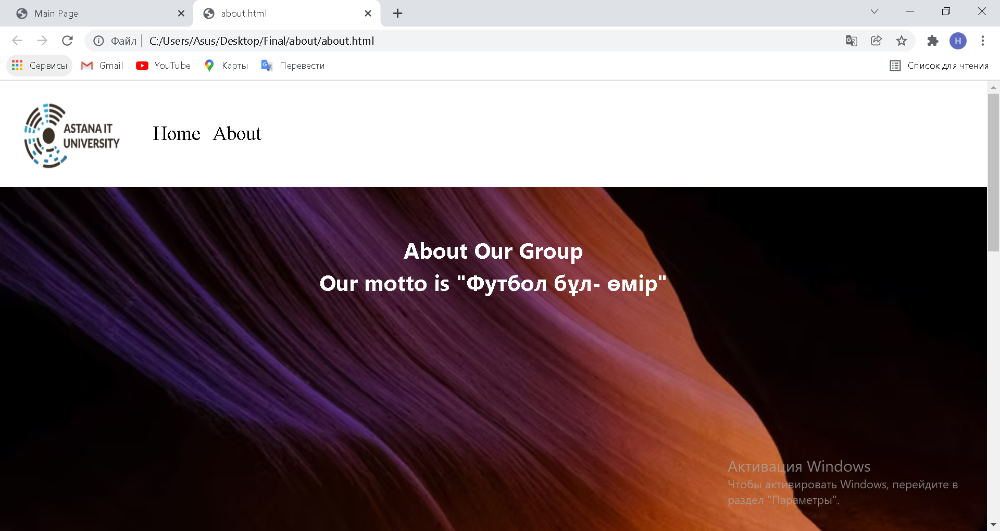 Main Page
about.html
Файл
C:/Users/Asus/Desktop/Final/about/about.html
H
Сервисы
Gmail
YouTube
Карты
Перевести
Список для чтения
ASTANA IT
UNIVERSITY
Home About
About Our Group
Our motto is "Футбол бұл- өмір"
Активация Windows
Чтобы активировать Windows, перейдите в
раздел "Параметры".